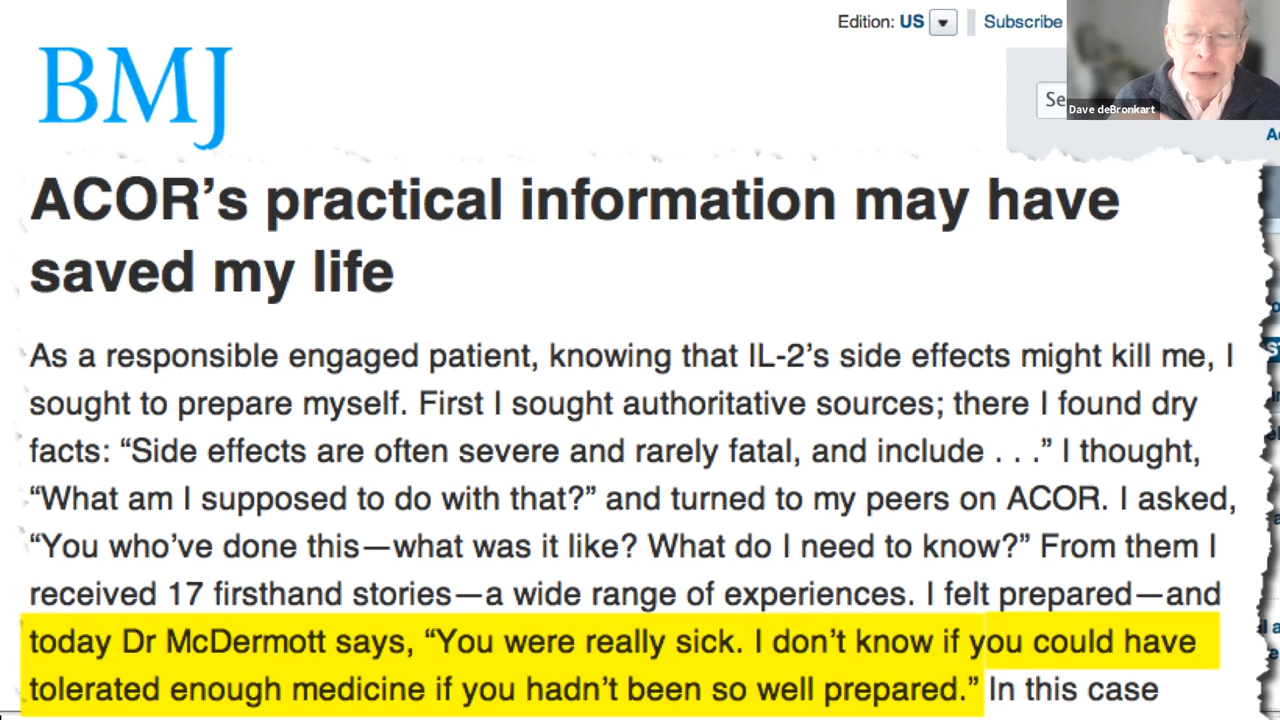 Edition: US Subscribe
BMJ
Se
Dave deBronkart
ACOR’s practical information may have
saved my life
As a responsible engaged patient, knowing that IL-2’s side effects might kill me, I
sought to prepare myself. First I sought authoritative sources; there I found dry
facts: “Side effects are often severe and rarely fatal, and include . . .” I thought,
“What am I supposed to do with that?” and turned to my peers on ACOR. I asked,
“You who’ve done this—what was it like? What do I need to know?” From them I
received 17 firsthand stories—a wide range of experiences. I felt prepared—and
today Dr McDermott says, “You were really sick. I don’t know if you could have
tolerated enough medicine if you hadn’t been so well prepared.” In this case